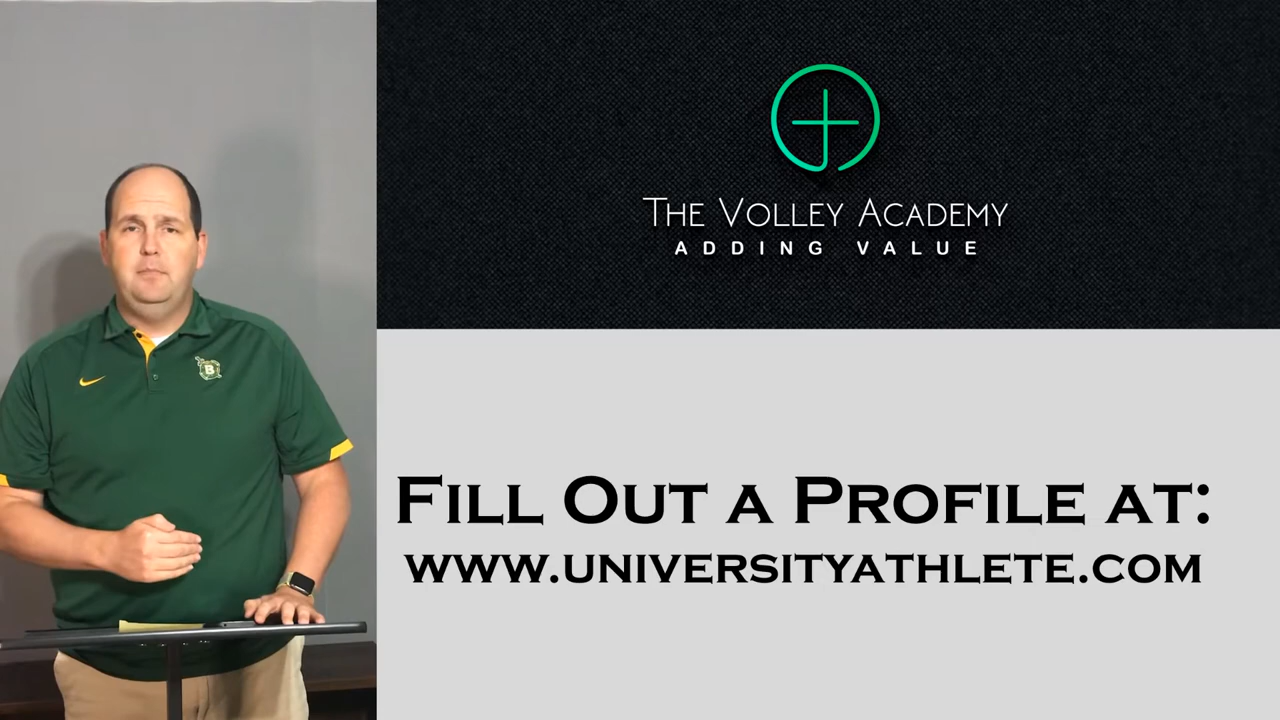 THE VOLLEY ACADEMY
ADDING VALUE
B
FILL OUT A PROFILE AT:
WWW.UNIVERSITYATHLETE.COM